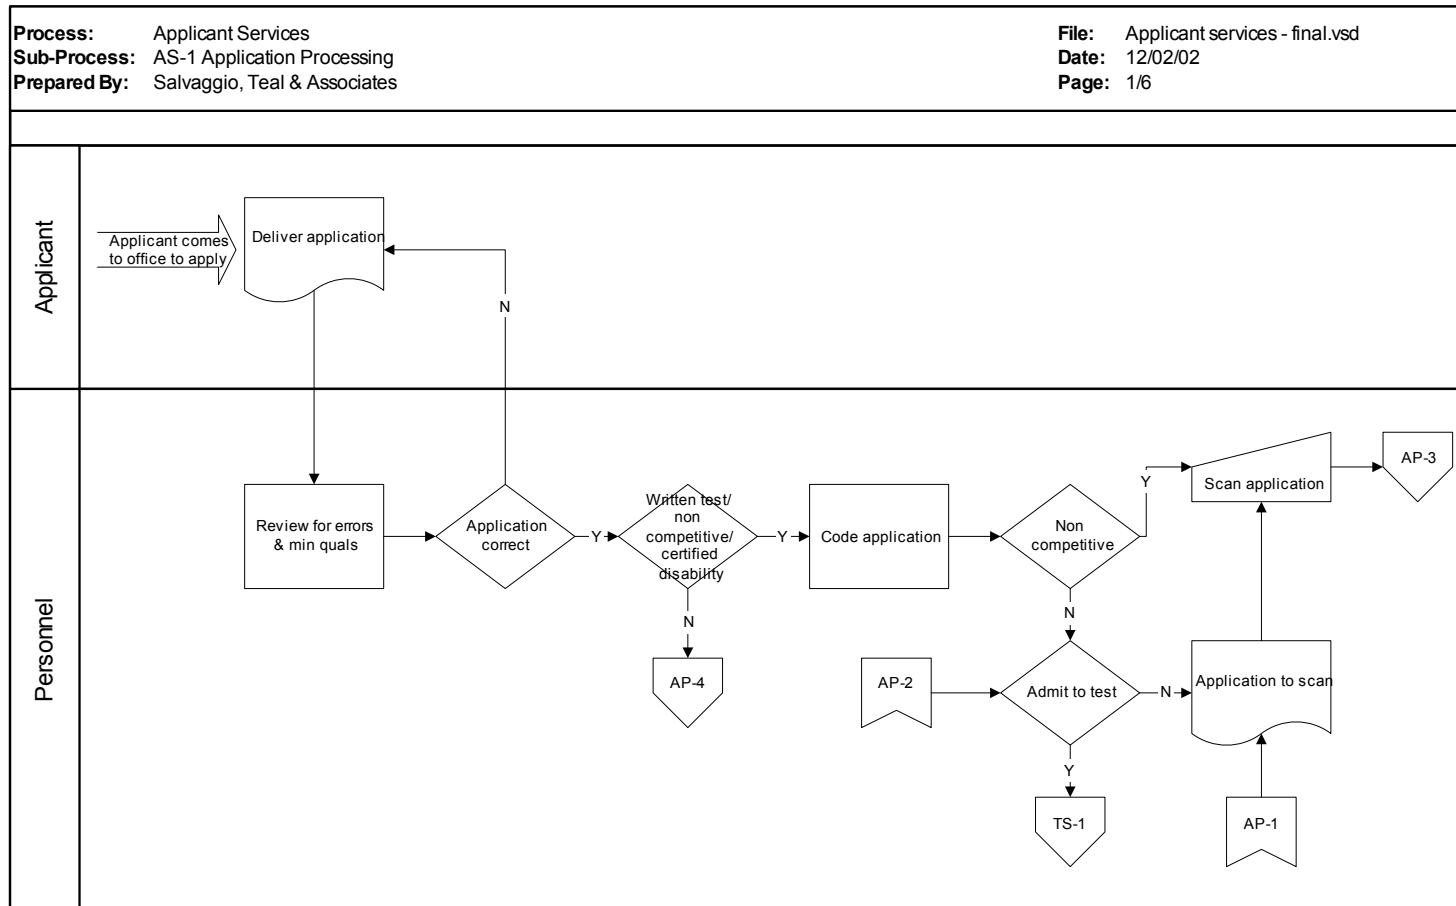 Process: Applicant Services
Sub-Process: AS-1 Application Processing
Prepared By: Salvaggio, Teal & Associates
File: Applicant services - final.vsd
Date: 12/02/02
Page: 1/6
Applicant
Applicant comes
to office to apply
Deliver application
N
Personnel
Review for errors
& min quals
Application
correct
Y
Written test/
non
competitive/
certified
disability
Y
N
AP-4
Code application
Non
competitive
Y
N
Scan application
AP-3
AP-2
Admit to test
N
Y
Application to scan
TS-1
AP-1